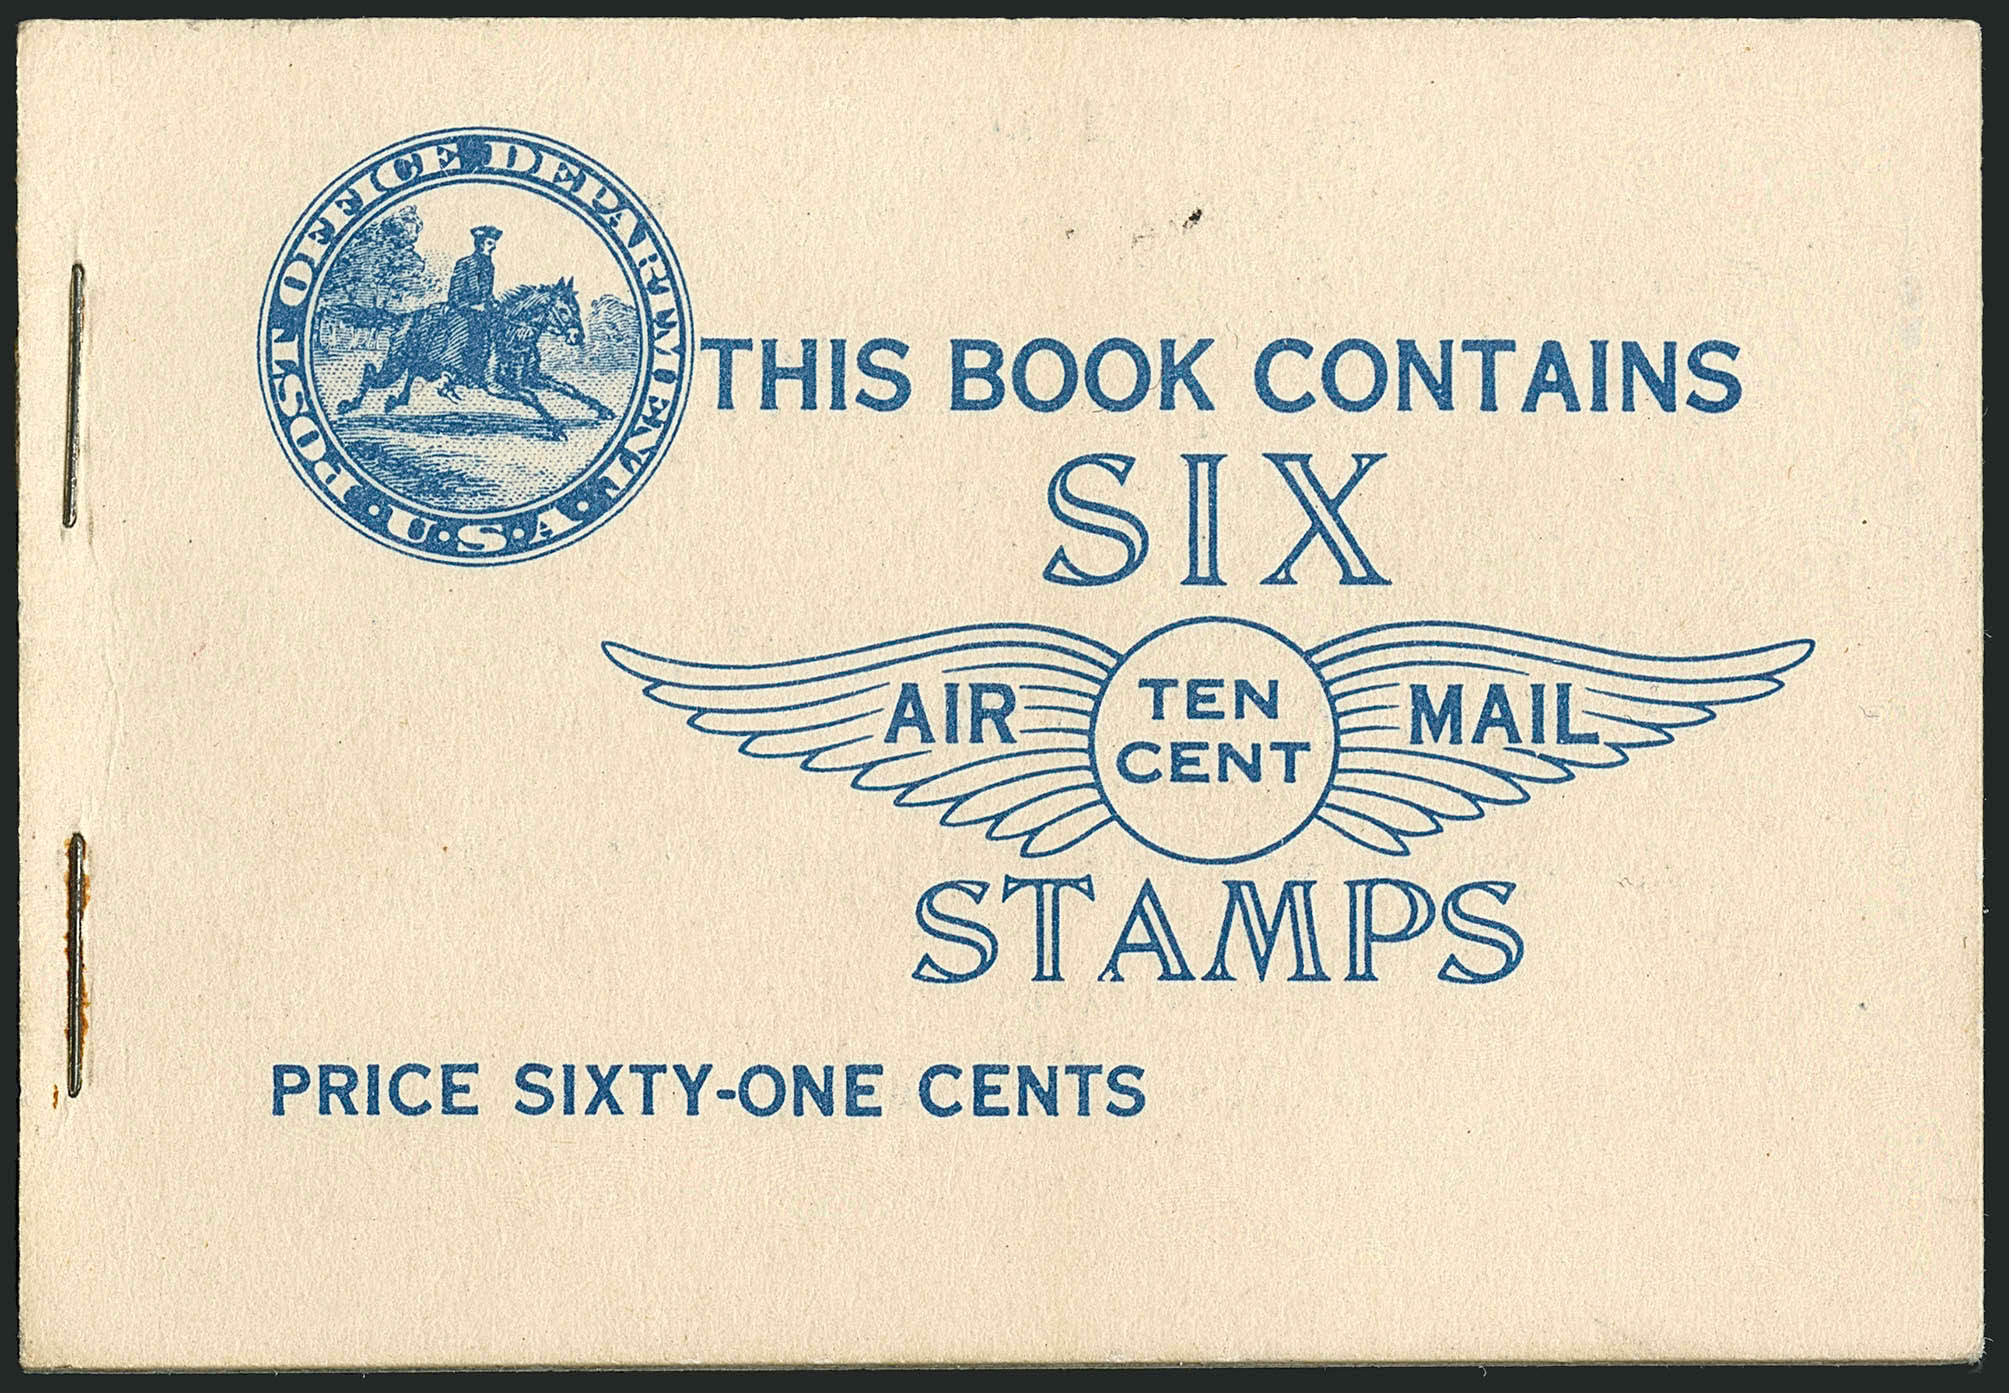 POST OFFICE DEPARTMENT
·U·S·A·
THIS BOOK CONTAINS
SIX
AIR TEN CENT MAIL
STAMPS
PRICE SIXTY-ONE CENTS